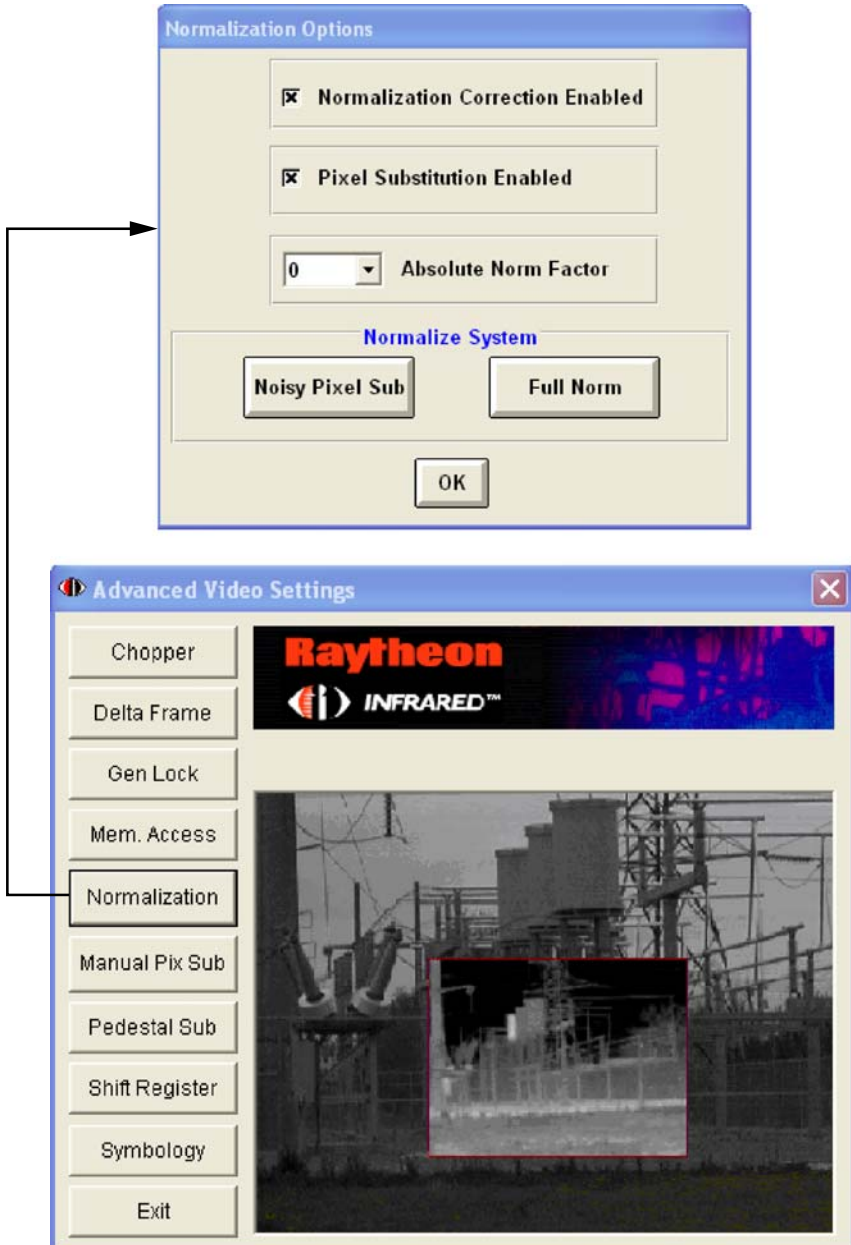 Normalization Options
Normalization Correction Enabled
Pixel Substitution Enabled
0 Absolute Norm Factor
Normalize System
Noisy Pixel Sub Full Norm
OK
Advanced Video Settings
Chopper
Delta Frame
Gen Lock
Mem. Access
Normalization
Manual Pix Sub
Pedestal Sub
Shift Register
Symbology
Exit
Raytheon
INFRARED™